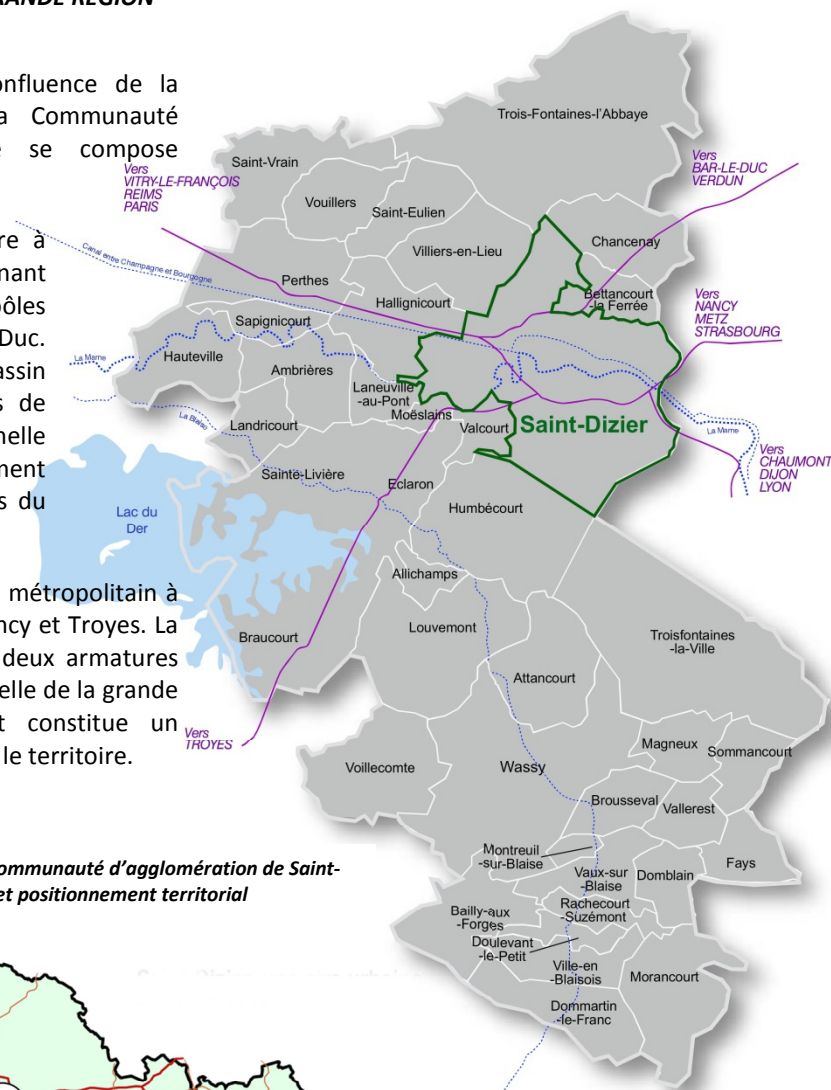 GRANDE REGION
confluence de la
Communauté
se compose
re à
nant
pôles
Duc.
assin
s de
nelle
ment
s du
métropolitain à
ncy et Troyes. La
deux armatures
elle de la grande
t constitue un
le territoire.
ommunauté d'agglomération de Saint-
et positionnement territorial
Trois-Fontaines-l'Abbaye
Saint-Vrain
Vers
VITRY-LE-FRANÇOIS
REIMS
PARIS
Vers
BAR-LE-DUC
VERDUN
Vouillers
Saint-Eulien
Villiers-en-Lieu
Chancenay
Canal entre Champagne et Bourgogne
Perthes
Hallignicourt
Bettancourt
-la-Ferrée
Vers
NANCY
METZ
STRASBOURG
Sapignicourt
La Marne
Hauteville
Ambrières
Laneuville
-au-Pont
Moëslains
Valcourt
Saint-Dizier
La Marne
La Blaise
Landricourt
Vers
CHAUMONT
DIJON
LYON
Sainte-Livière
Eclaron
Humbécourt
Lac du
Der
Allichamps
Louvemont
Braucourt
Troisfontaines
-la-Ville
Attancourt
Vers
TROYES
Magneux
Sommancourt
Voillecomte
Wassy
Brousseval
Vallerest
Montreuil
-sur-Blaise
Fays
Vaux-sur
-Blaise
Domblain
Rachecourt
-Suzémont
Bailly-aux
-Forges
Doulevant
-le-Petit
Ville-en
-Blaisois
Morancourt
Dommartin
-le-Franc